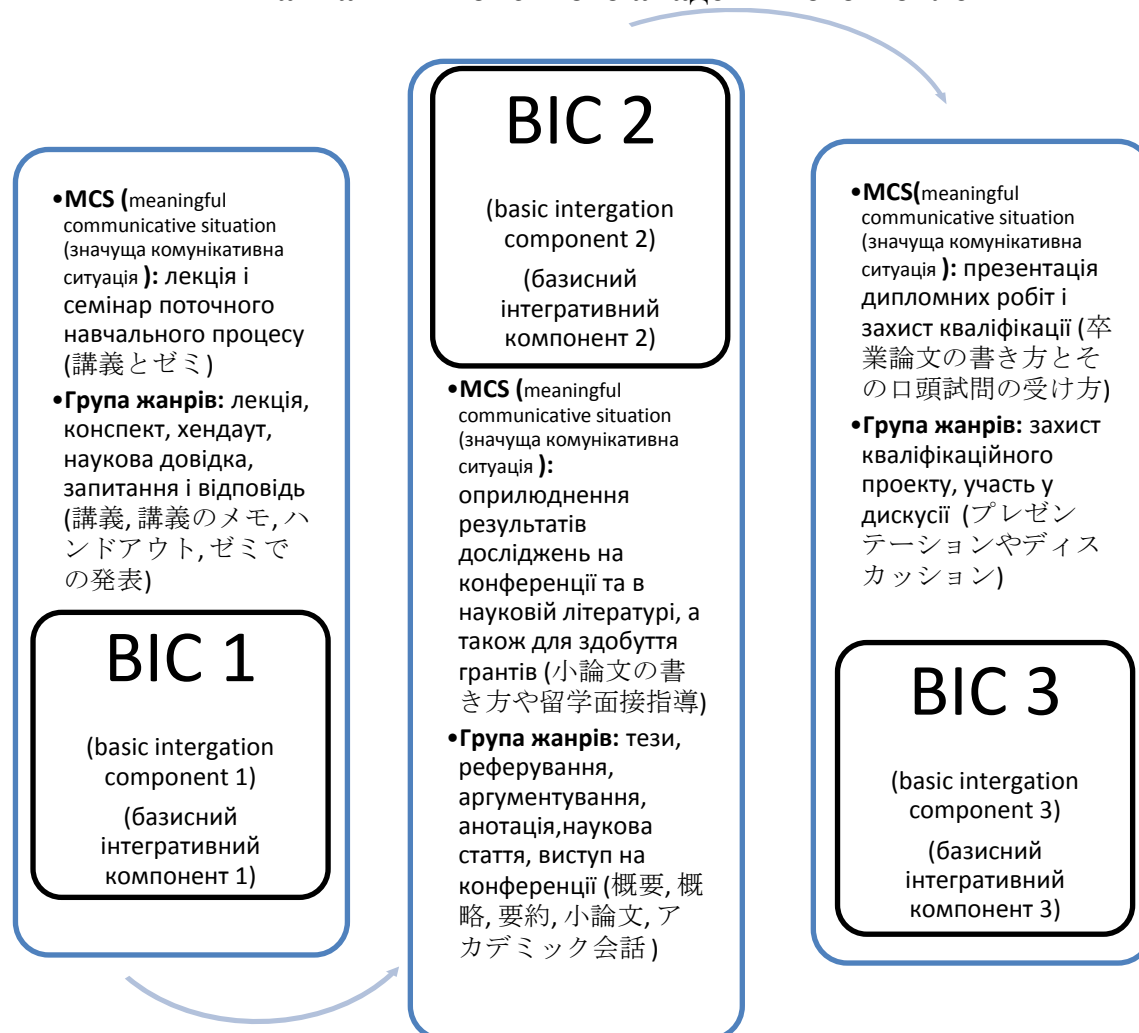 •MCS (meaningful
communicative situation
(значуща комунікативна
ситуація ): лекція і
семінар поточного
навчального процесу
(講義とゼミ)
•Група жанрів: лекція,
конспект, хендаут,
наукова довідка,
запитання і відповідь
(講義, 講義のメモ, ハ
ンドアウト, ゼミで
の発表)
BIC 1
(basic intergation
component 1)
(базисний
інтегративний
компонент 1)
BIC 2
(basic intergation
component 2)
(базисний
інтегративний
компонент 2)
•MCS (meaningful
communicative situation
(значуща комунікативна
ситуація ):
оприлюднення
результатів
досліджень на
конференції та в
науковій літературі, а
також для здобуття
грантів (小論文の書
き方や留学面接指導)
•Група жанрів: тези,
реферування,
аргументування,
анотація,наукова
стаття, виступ на
конференції (概要, 概
略, 要約, 小論文, ア
カデミック会話 )
•MCS(meaningful
communicative situation
(значуща комунікативна
ситуація ): презентація
дипломних робіт і
захист кваліфікації (卒
業論文の書き方とそ
の口頭試問の受け方)
•Група жанрів: захист
кваліфікаційного
проекту, участь у
дискусії (プレゼン
テーションやディス
カッション)
BIC 3
(basic intergation
component 3)
(базисний
інтегративний
компонент 3)